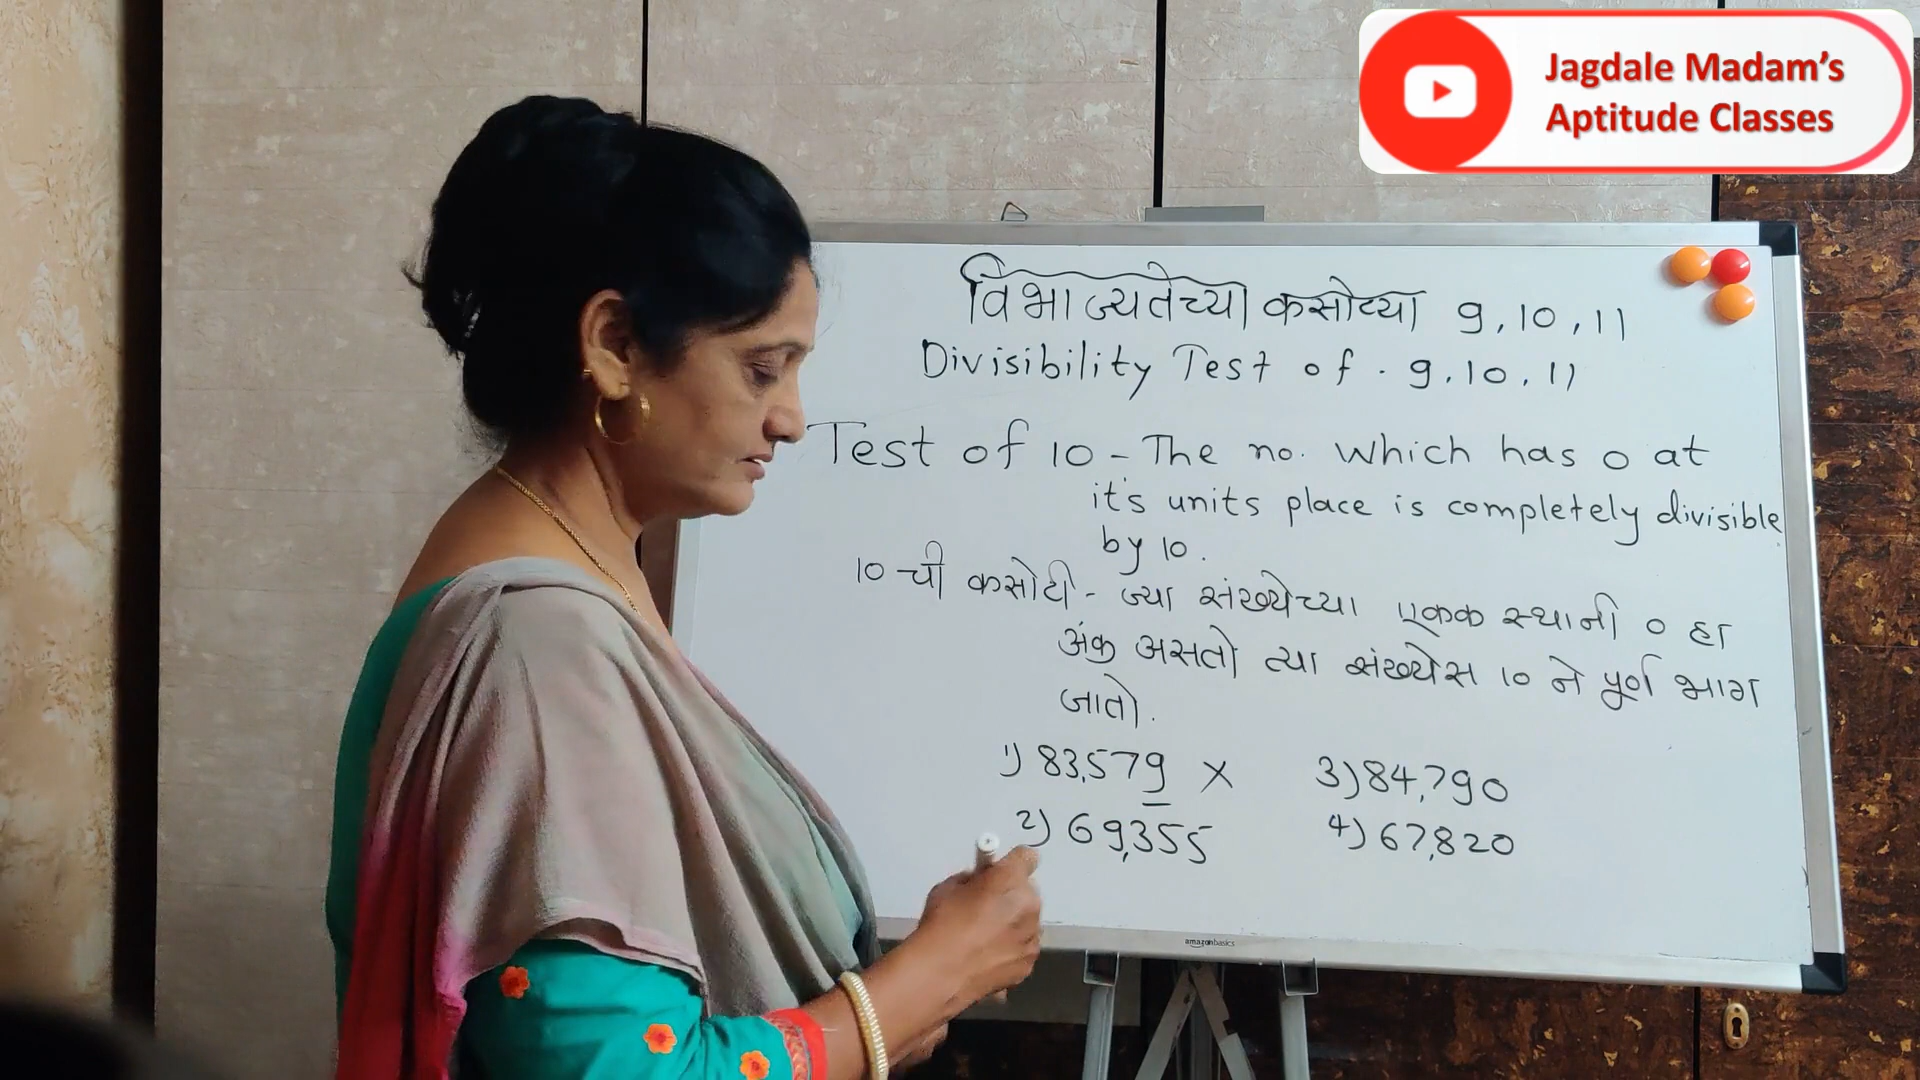 Jagdale Madam's
Aptitude Classes
विभाज्यतेच्या कसोट्या 9, 10, 11
Divisibility Test of . 9, 10, 11
Test of 10 - The no. which has 0 at
it's units place is completely divisible
by 10.
10 ची कसोटी - ज्या संख्येच्या एकक स्थानी 0 हा
अंक असतो त्या संख्येस 10 ने पूर्ण भाग
जातो.
1) 83,579 X
2) 69,355
3) 84,790
4) 67,820
amazonbasics